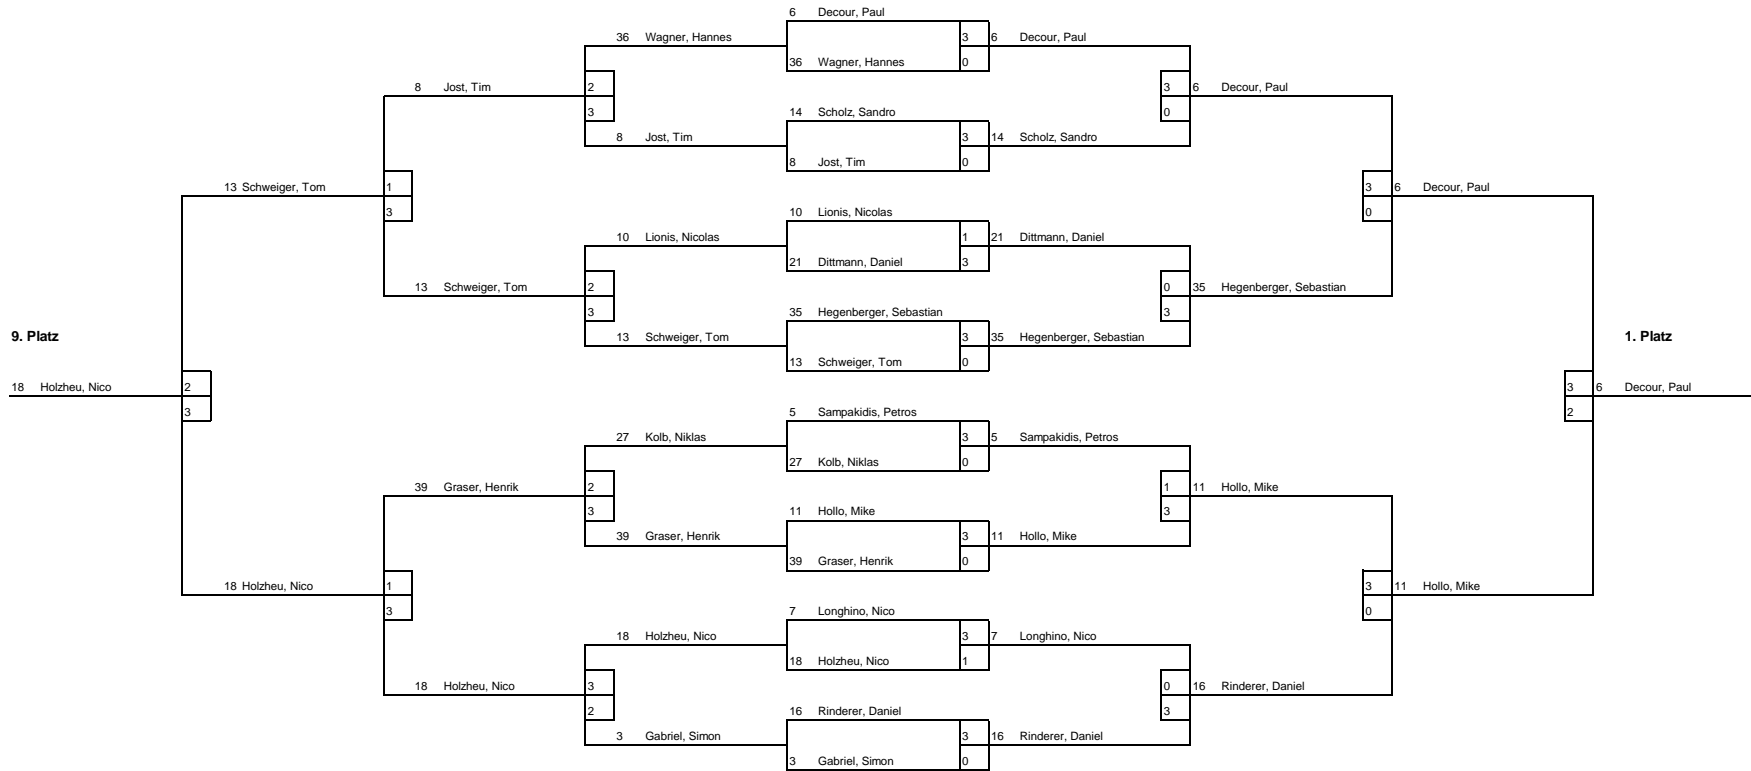 6 Decour, Paul
36 Wagner, Hannes 3 6 Decour, Paul
36 Wagner, Hannes 0
8 Jost, Tim 2 3 6 Decour, Paul
3 14 Scholz, Sandro 0
8 Jost, Tim 3 14 Scholz, Sandro
8 Jost, Tim 0
13 Schweiger, Tom 1 3 6 Decour, Paul
3 10 Lionis, Nicolas 0
10 Lionis, Nicolas 1 21 Dittmann, Daniel
21 Dittmann, Daniel 3
13 Schweiger, Tom 2 0 35 Hegenberger, Sebastian
3 35 Hegenberger, Sebastian 3
13 Schweiger, Tom 3 35 Hegenberger, Sebastian
9. Platz 1. Platz
13 Schweiger, Tom 0
18 Holzheu, Nico 2 3 6 Decour, Paul
3 5 Sampakidis, Petros 2
27 Kolb, Niklas 3 5 Sampakidis, Petros
27 Kolb, Niklas 0
39 Graser, Henrik 2 1 11 Hollo, Mike
3 11 Hollo, Mike 3
39 Graser, Henrik 3 11 Hollo, Mike
39 Graser, Henrik 0
18 Holzheu, Nico 1 3 11 Hollo, Mike
3 7 Longhino, Nico 0
18 Holzheu, Nico 3 7 Longhino, Nico
18 Holzheu, Nico 1
18 Holzheu, Nico 3 0 16 Rinderer, Daniel
2 16 Rinderer, Daniel 3
3 Gabriel, Simon 3 16 Rinderer, Daniel
3 Gabriel, Simon 0